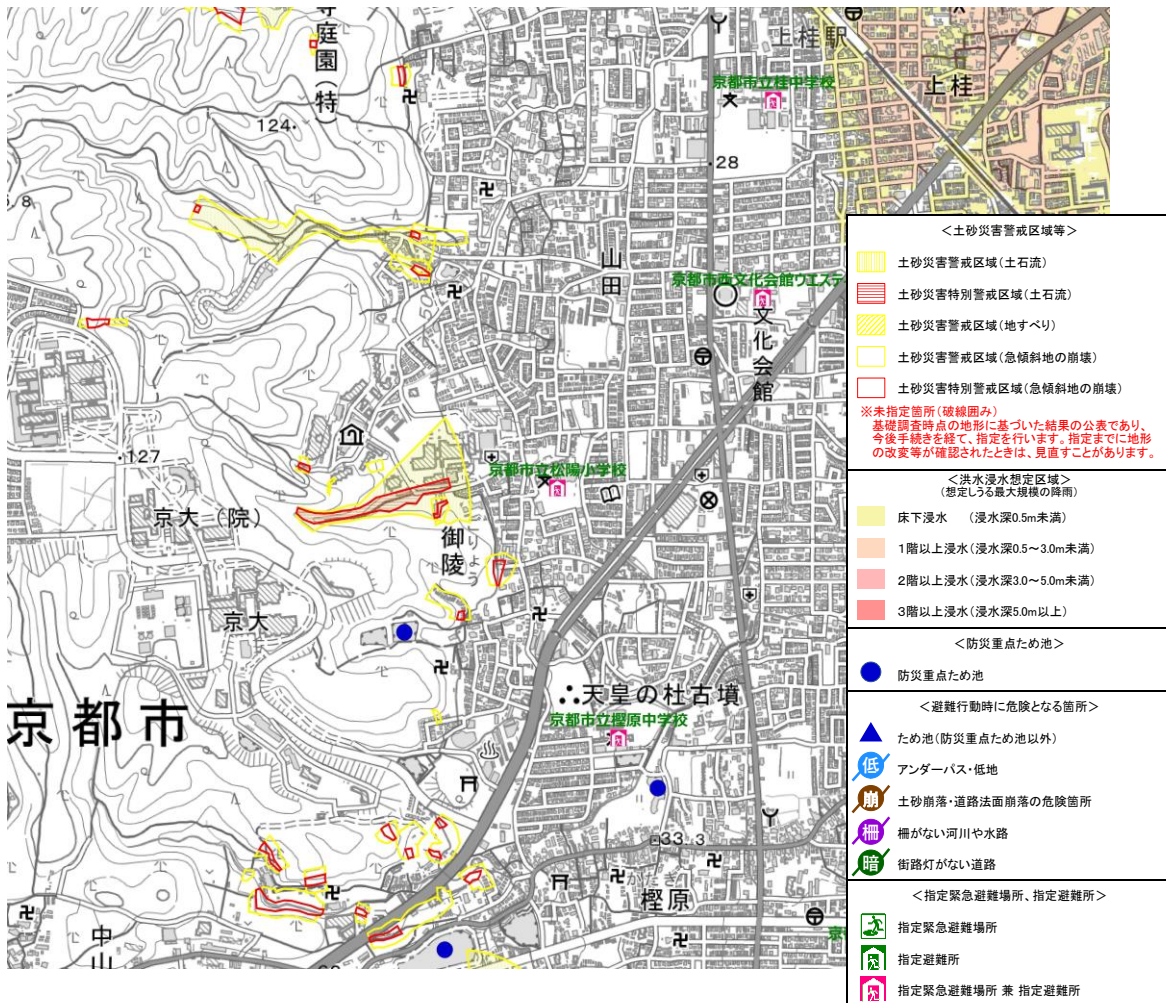 寺庭園(特
上桂駅
京都市立桂中学校
上桂
124
28
山田
京都市西文化会館ウエステ
文化会館
127
京都市立松陽小学校
京大(院)
御陵
ごりょう
京大
天皇の杜古墳
京都市
京都市立樫原中学校
33.3
樫原
かたぎはら
中山
<土砂災害警戒区域等>
土砂災害警戒区域(土石流)
土砂災害特別警戒区域(土石流)
土砂災害警戒区域(地すべり)
土砂災害警戒区域(急傾斜地の崩壊)
土砂災害特別警戒区域(急傾斜地の崩壊)
※未指定箇所(破線囲み)
基礎調査時点の地形に基づいた結果の公表であり、
今後手続きを経て、指定を行います。指定までに地形
の改変等が確認されたときは、見直すことがあります。
<洪水浸水想定区域>
(想定しうる最大規模の降雨)
床下浸水 (浸水深0.5m未満)
1階以上浸水(浸水深0.5~3.0m未満)
2階以上浸水(浸水深3.0~5.0m未満)
3階以上浸水(浸水深5.0m以上)
<防災重点ため池>
防災重点ため池
<避難行動時に危険となる箇所>
ため池(防災重点ため池以外)
低 アンダーパス・低地
崩 土砂崩落・道路法面崩落の危険箇所
柵 柵がない河川や水路
暗 街路灯がない道路
<指定緊急避難場所、指定避難所>
指定緊急避難場所
指定避難所
指定緊急避難場所 兼 指定避難所